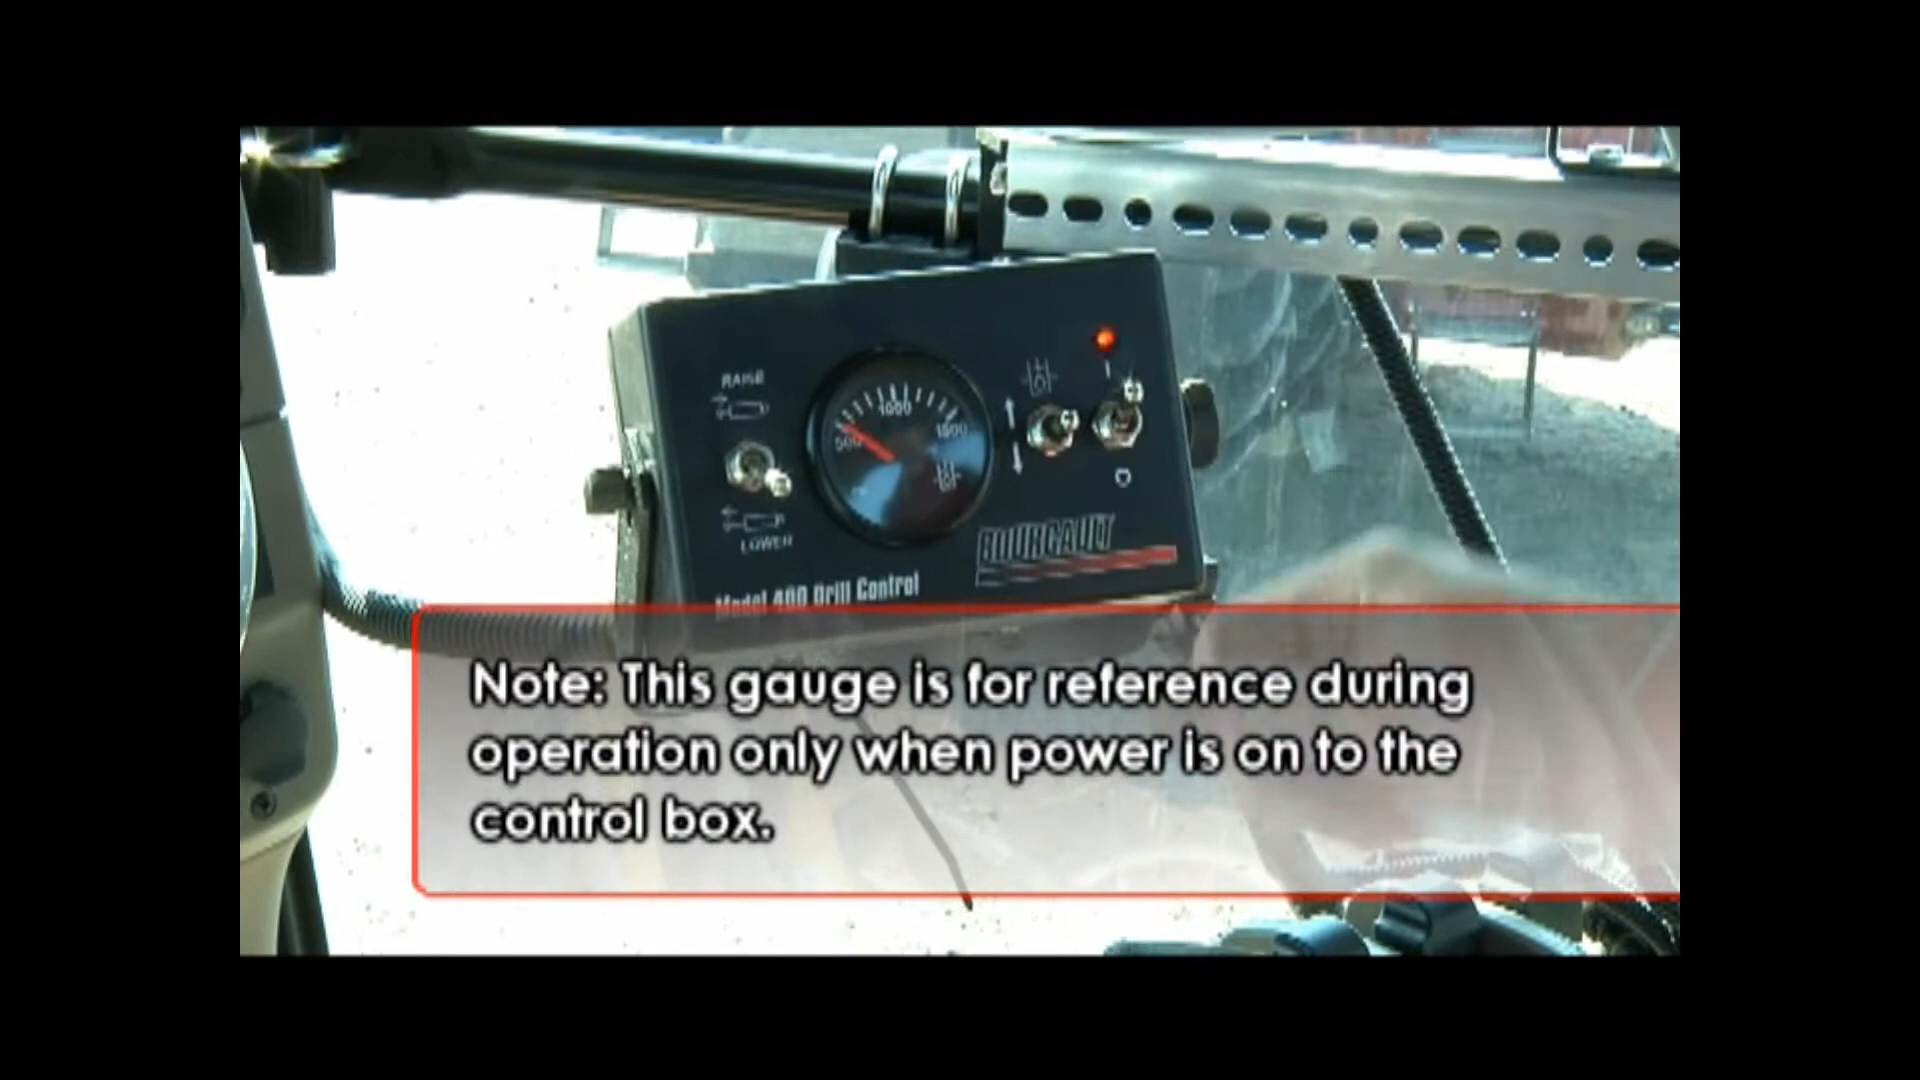 RAISE
500
1000
1500
LOWER
BOURGAULT
Model 400 Drill Control
Note: This gauge is for reference during
operation only when power is on to the
control box.